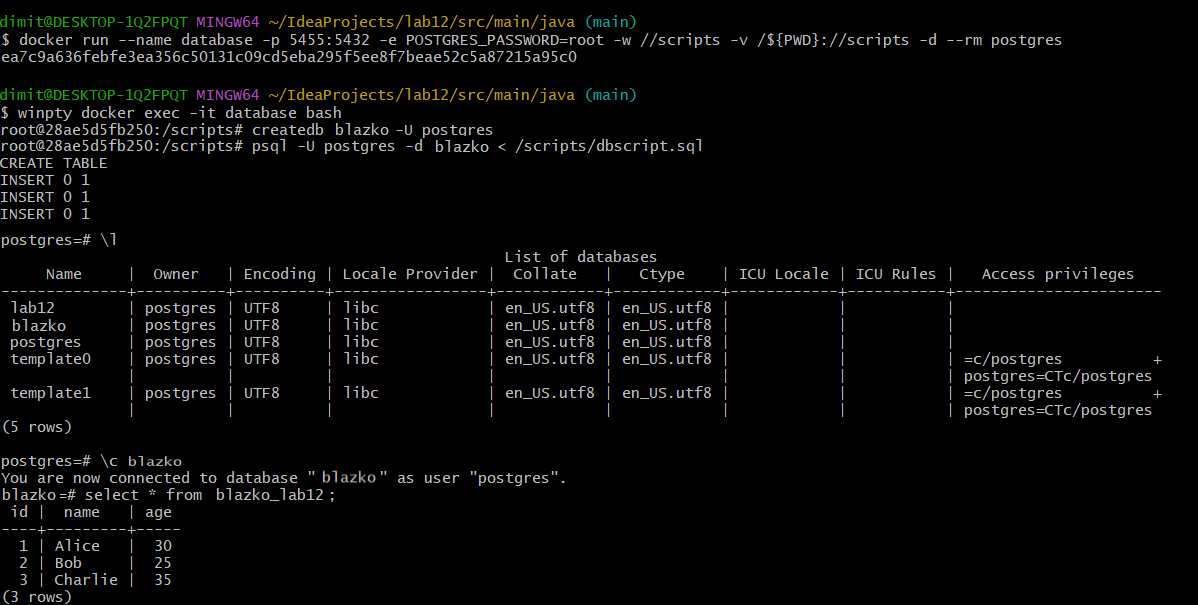 dimit@DESKTOP-1Q2FPQT MINGW64 ~/IdeaProjects/lab12/src/main/java (main)
$ docker run --name database -p 5455:5432 -e POSTGRES_PASSWORD=root -w //scripts -v /${PWD}://scripts -d --rm postgres
ea7c9a636febfe3ea356c50131c09cd5eba295f5ee8f7beae52c5a87215a95c0
dimit@DESKTOP-1Q2FPQT MINGW64 ~/IdeaProjects/lab12/src/main/java (main)
$ winpty docker exec -it database bash
root@28ae5d5fb250:/scripts# createdb blazko -U postgres
root@28ae5d5fb250:/scripts# psql -U postgres -d blazko < /scripts/dbscript.sql
CREATE TABLE
INSERT 0 1
INSERT 0 1
INSERT 0 1
postgres=# \l
List of databases
Name | Owner | Encoding | Locale Provider | Collate | Ctype | ICU Locale | ICU Rules | Access privileges
--------------+----------+----------+-----------------+------------+------------+------------+-----------+-----------------------
lab12 | postgres | UTF8 | libc | en_US.utf8 | en_US.utf8 | | |
blazko | postgres | UTF8 | libc | en_US.utf8 | en_US.utf8 | | |
postgres | postgres | UTF8 | libc | en_US.utf8 | en_US.utf8 | | |
template0 | postgres | UTF8 | libc | en_US.utf8 | en_US.utf8 | | | =c/postgres +
| | | | | | | | postgres=CTc/postgres
template1 | postgres | UTF8 | libc | en_US.utf8 | en_US.utf8 | | | =c/postgres +
| | | | | | | | postgres=CTc/postgres
(5 rows)
postgres=# \c blazko
You are now connected to database "blazko" as user "postgres".
blazko=# select * from blazko_lab12;
id | name | age
----+---------+-----
1 | Alice | 30
2 | Bob | 25
3 | Charlie | 35
(3 rows)